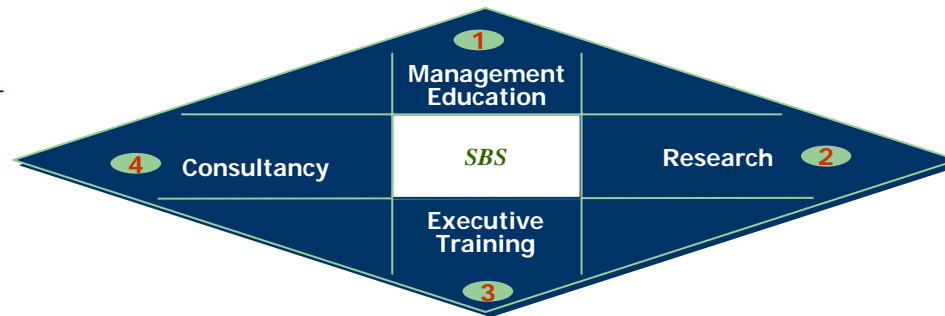 1
Management
Education
4
Consultancy
SBS
Research
2
Executive
Training
3